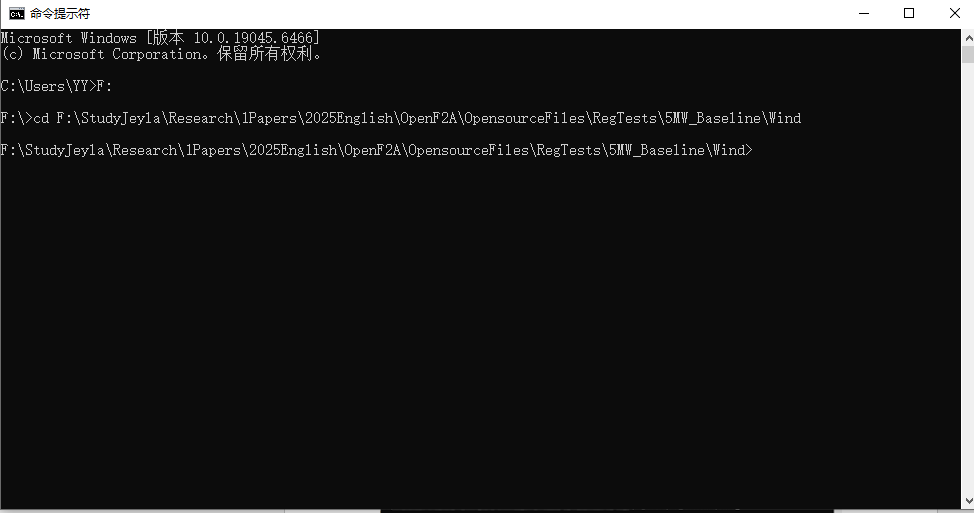 命令提示符
Microsoft Windows [版本 10.0.19045.6466]
(c) Microsoft Corporation。保留所有权利。
C:\Users\YY>F:
F:\>cd F:\StudyJeyla\Research\1Papers\2025English\OpenF2A\OpensourceFiles\RegTests\5MW_Baseline\Wind
F:\StudyJeyla\Research\1Papers\2025English\OpenF2A\OpensourceFiles\RegTests\5MW_Baseline\Wind>